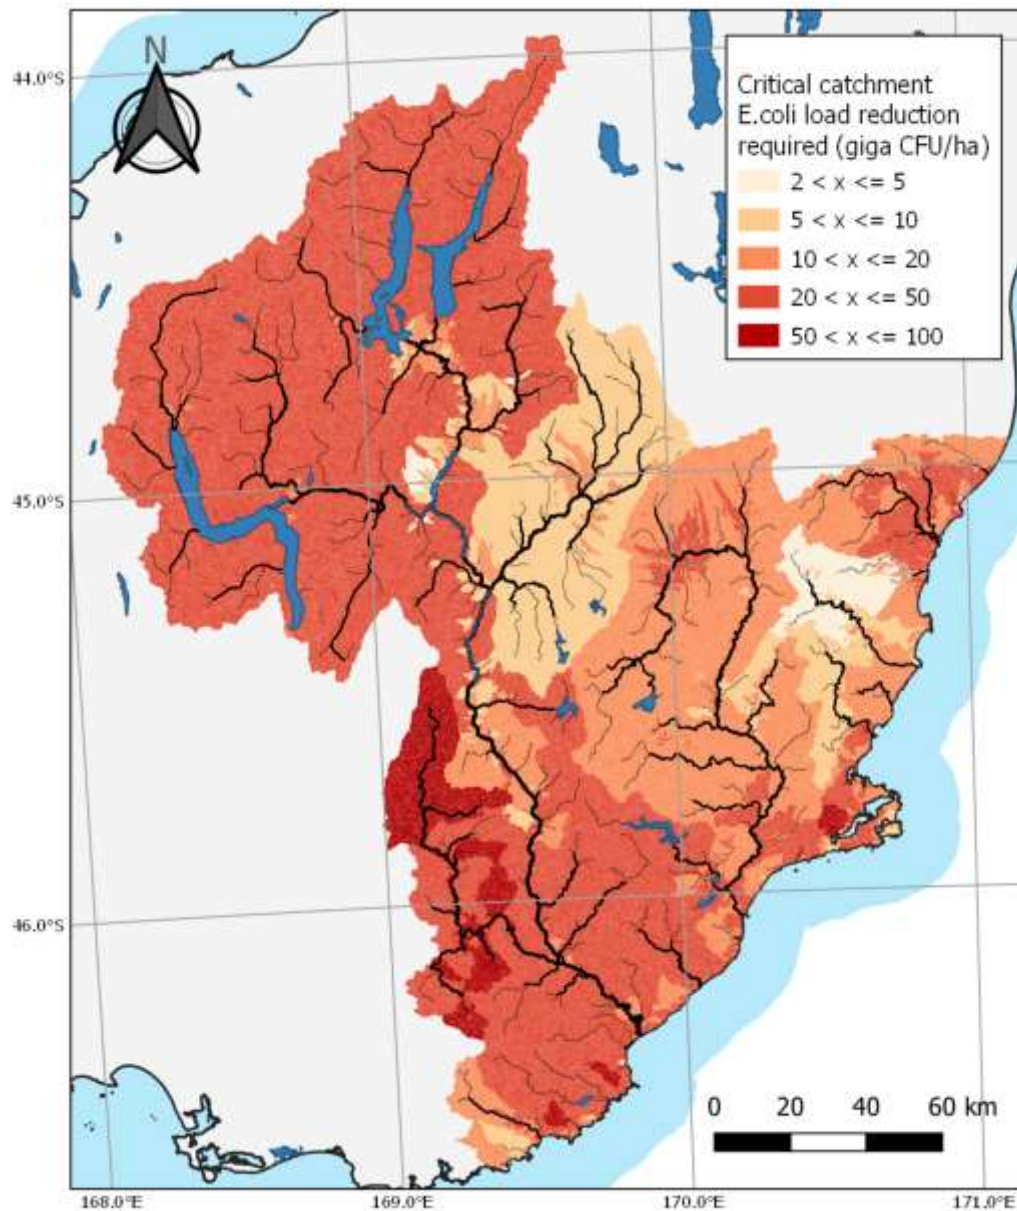 N
44.0°S
Critical catchment
E.coli load reduction
required (giga CFU/ha)
2 < x <= 5
5 < x <= 10
10 < x <= 20
20 < x <= 50
50 < x <= 100
45.0°S
46.0°S
0 20 40 60 km
168.0°E 169.0°E 170.0°E 171.0°E